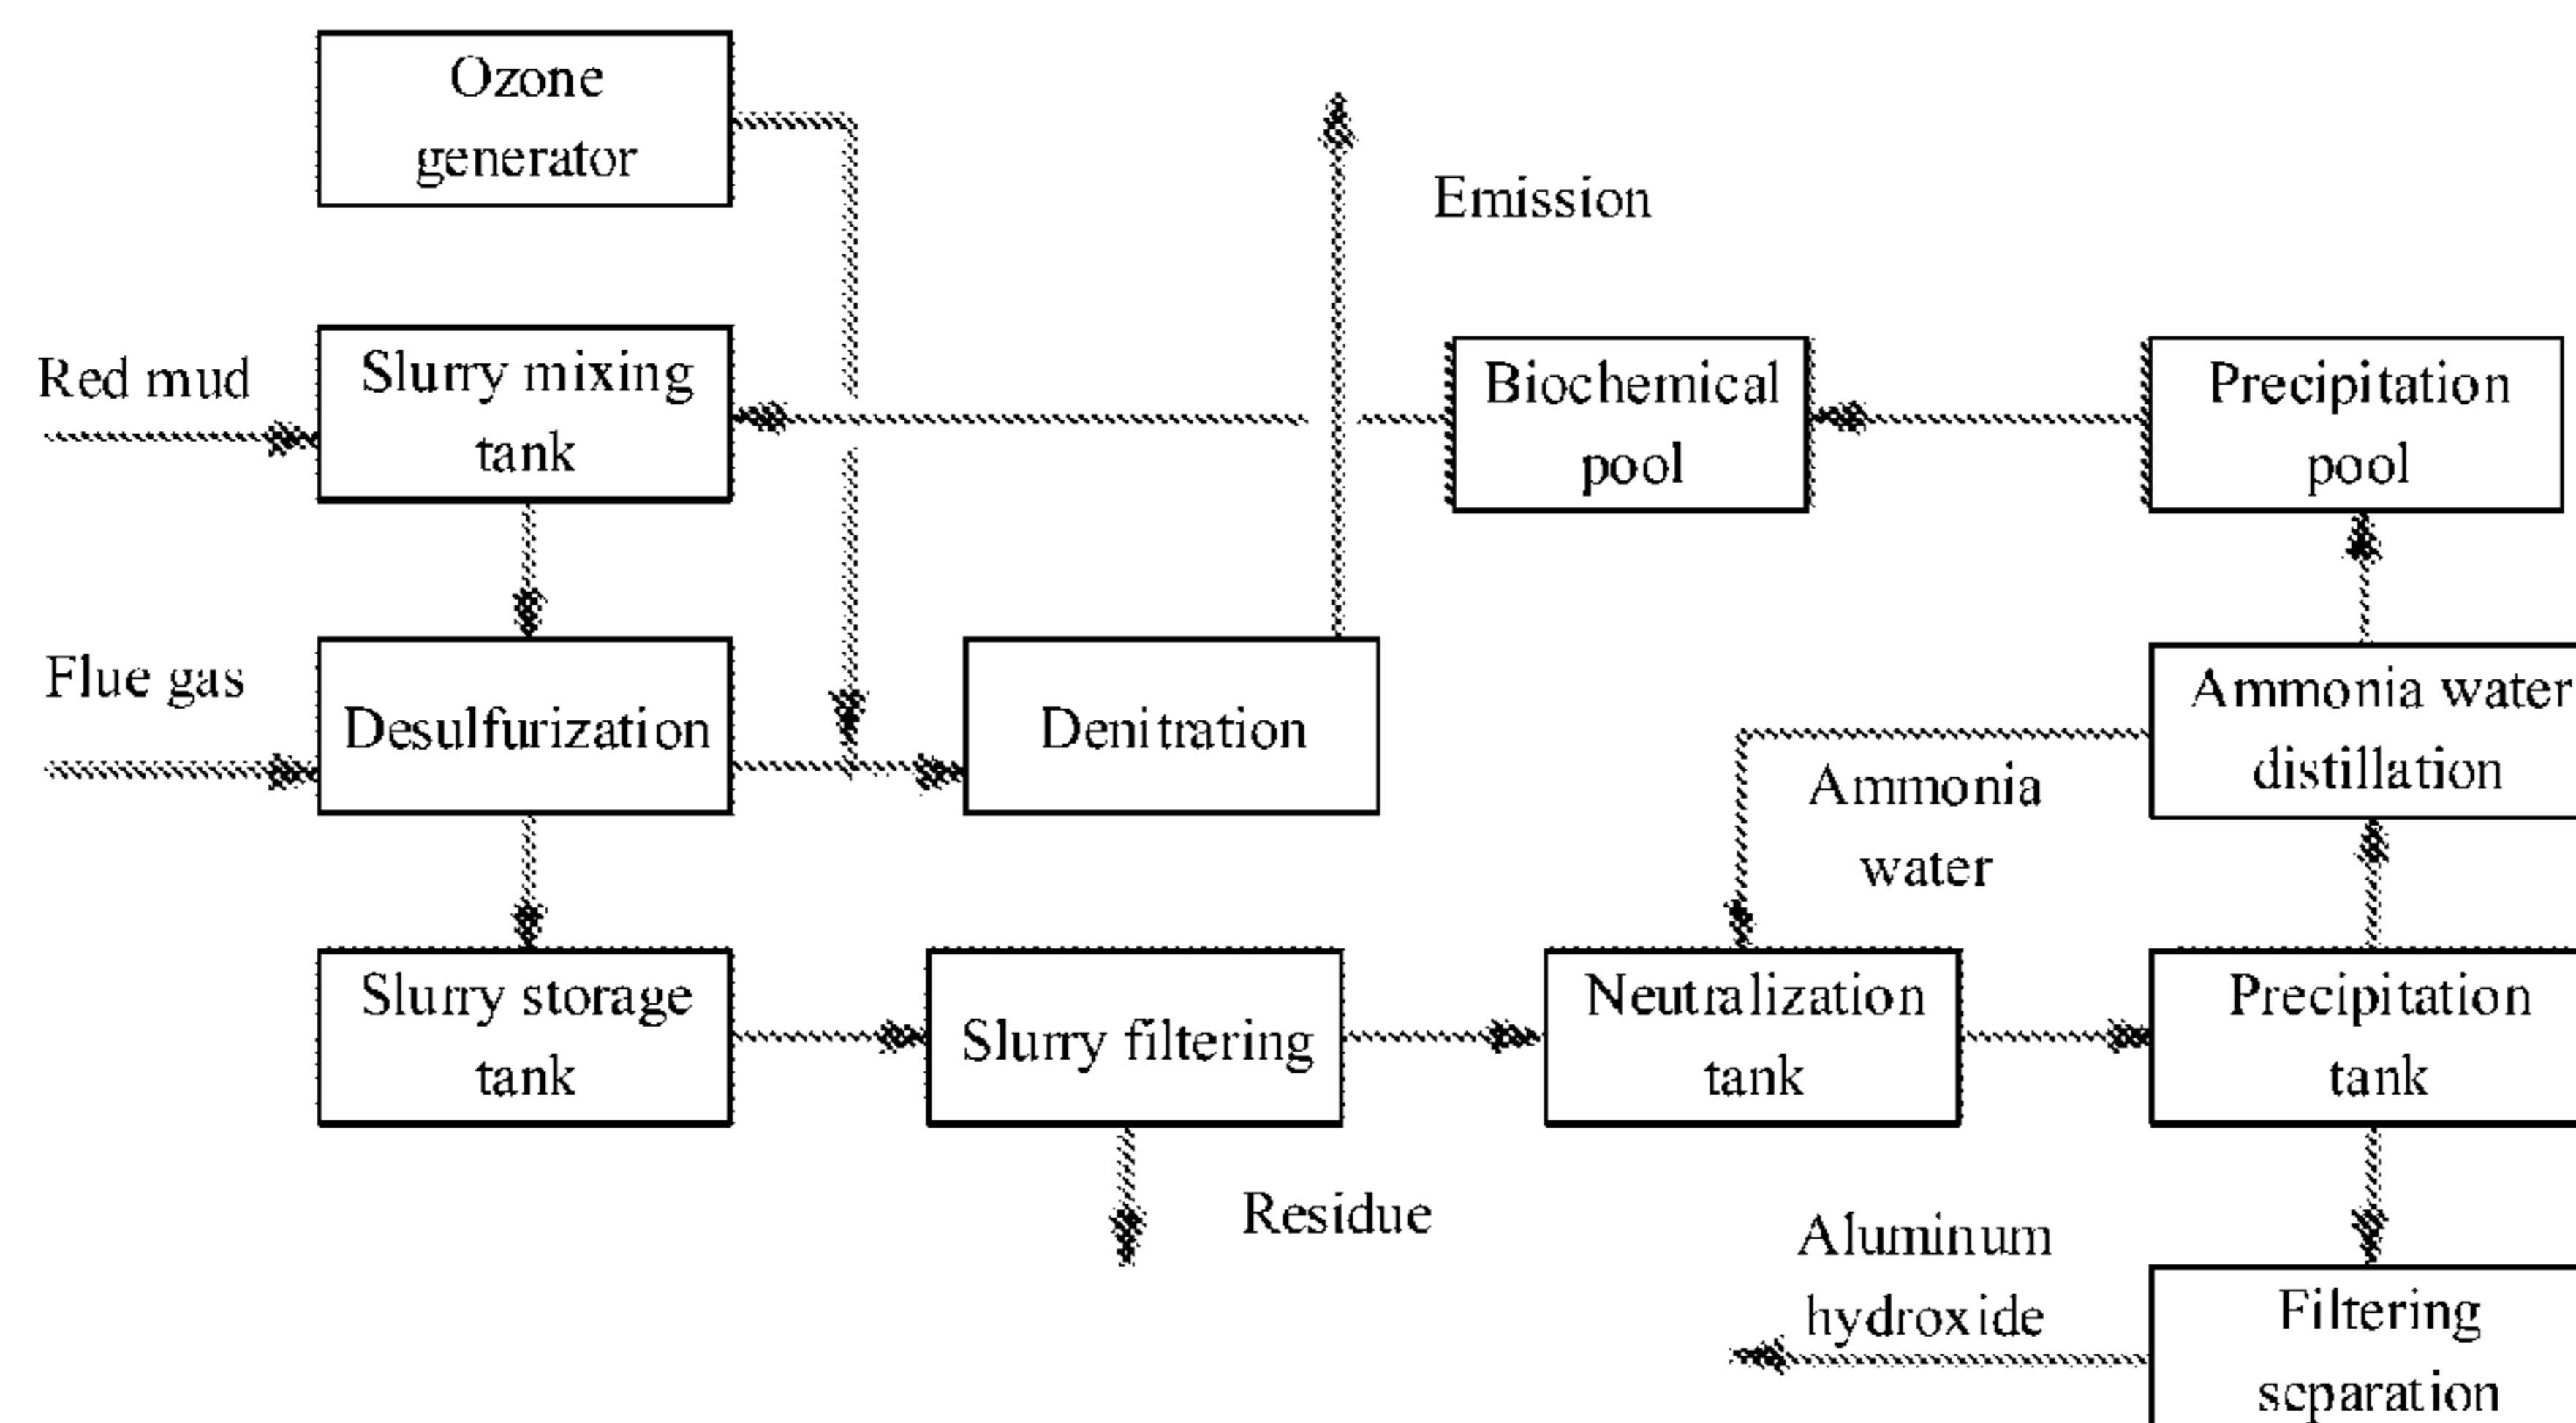 Ozone
generator
Emission
Red mud
Slurry mixing
tank
Biochemical
pool
Precipitation
pool
Flue gas
Desulfurization
Denitration
Ammonia water
distillation
Ammonia
water
Slurry storage
tank
Slurry filtering
Neutralization
tank
Precipitation
tank
Residue
Aluminum
hydroxide
Filtering
separation